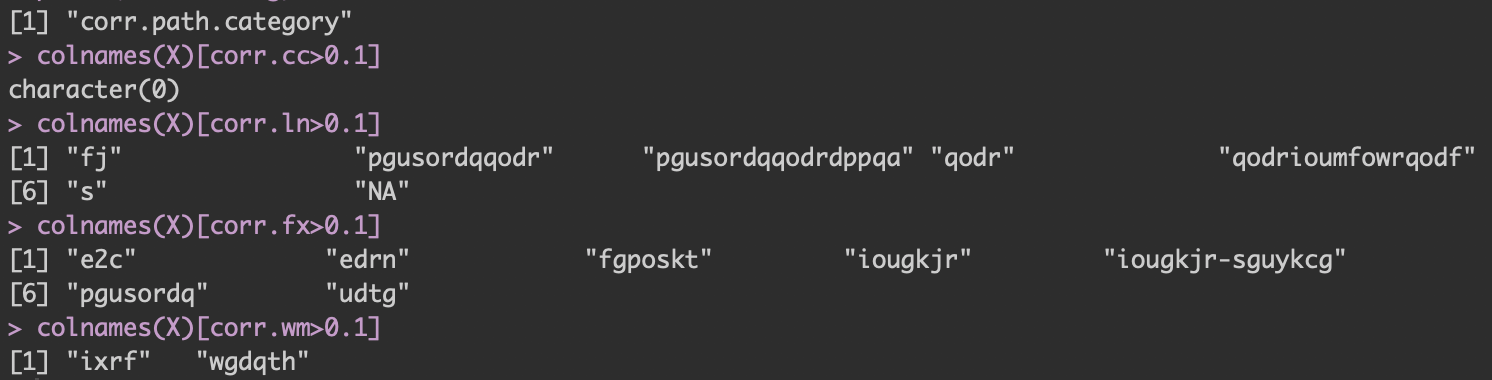 [1] "corr.path.category"
> colnames(X)[corr.cc>0.1]
character(0)
> colnames(X)[corr.ln>0.1]
[1] "fj" "pgusordqqodr" "pgusordqqodrdppqa" "qodr" "qodrioumfowrqodf"
[6] "s" "NA"
> colnames(X)[corr.fx>0.1]
[1] "e2c" "edrn" "fgposkt" "iougkjr" "iougkjr-sguykcg"
[6] "pgusordq" "udtg"
> colnames(X)[corr.wm>0.1]
[1] "ixrf" "wgdqth"